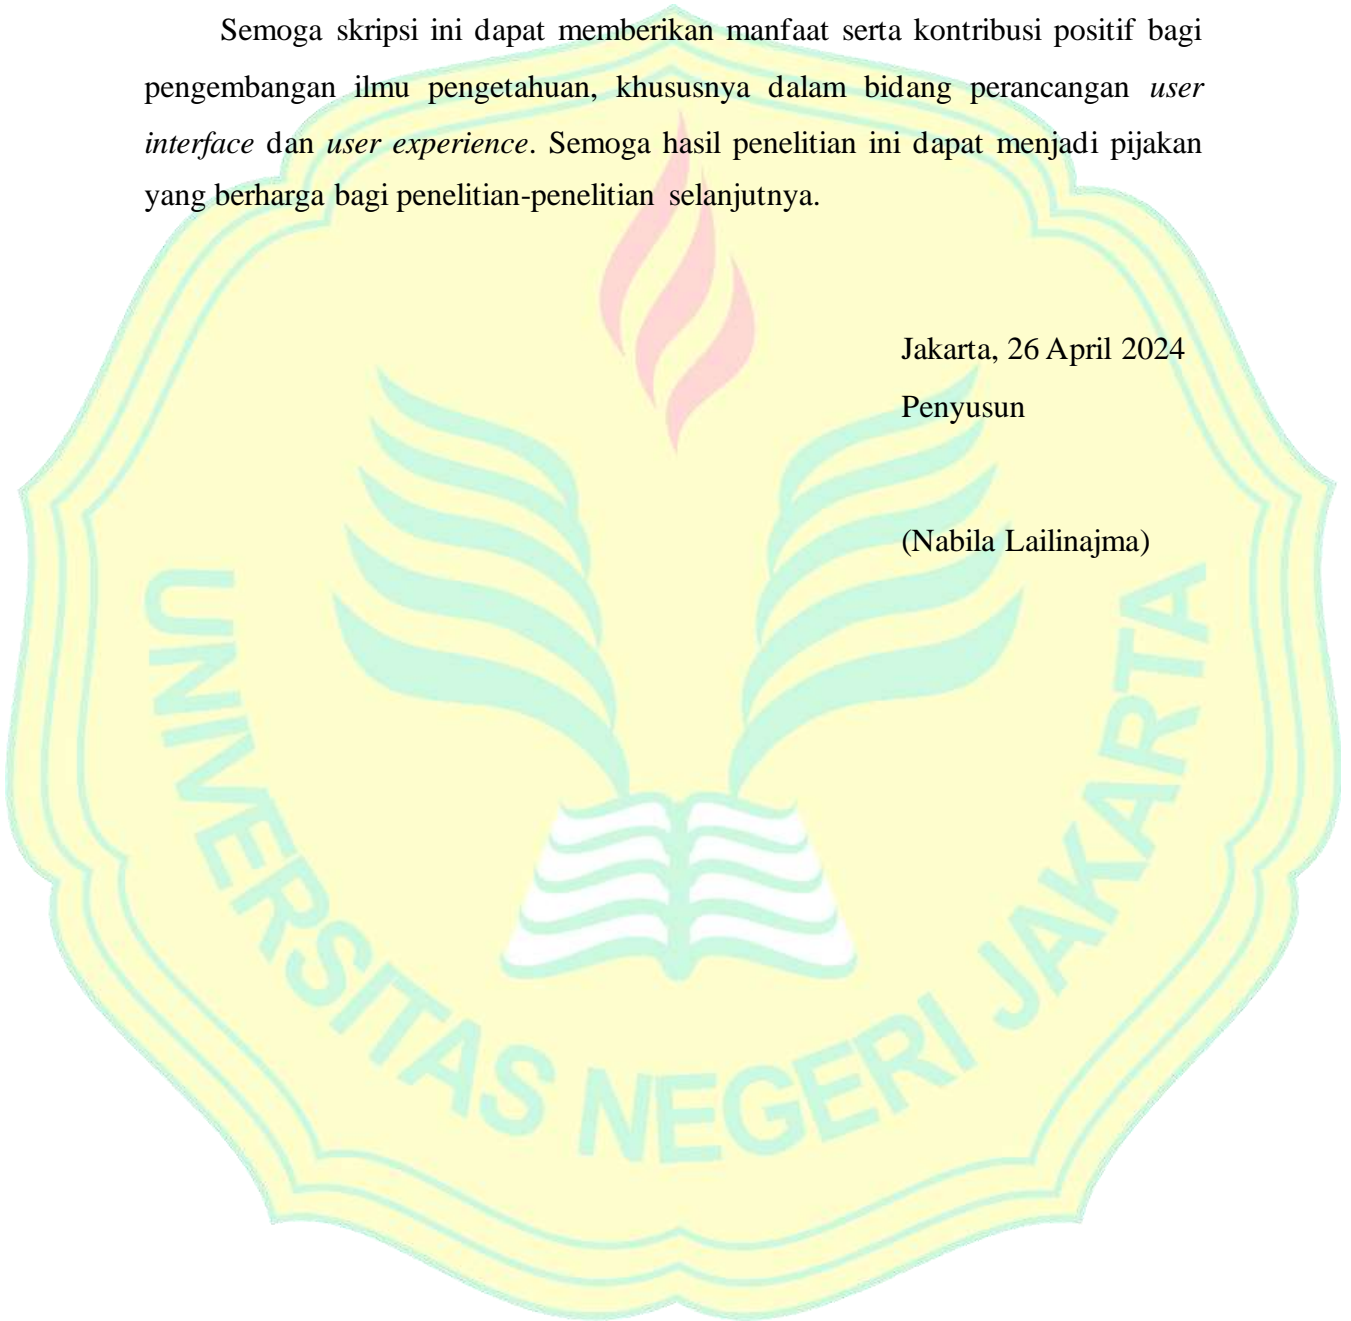 Semoga skripsi ini dapat memberikan manfaat serta kontribusi positif bagi
pengembangan ilmu pengetahuan, khususnya dalam bidang perancangan user
interface dan user experience. Semoga hasil penelitian ini dapat menjadi pijakan
yang berharga bagi penelitian-penelitian selanjutnya.
Jakarta, 26 April 2024
Penyusun
(Nabila Lailinajma)
UNIVERSITAS NEGERI JAKARTA